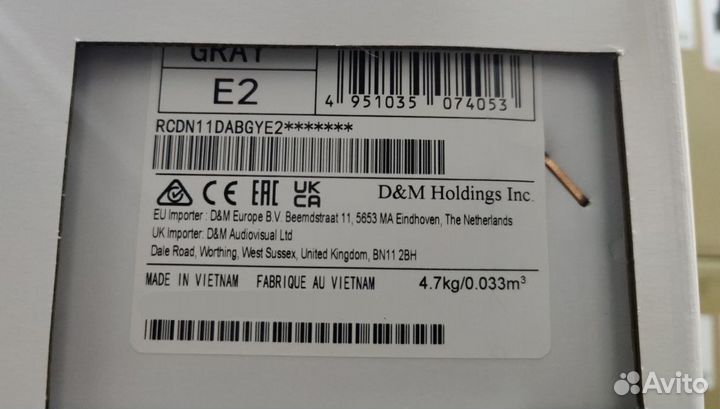 GRAY
E2
4 951035 074053
RCDN11DABGYE2*******
CE EAC UK CA
D&M Holdings Inc.
EU Importer : D&M Europe B.V. Beemdstraat 11, 5653 MA Eindhoven, The Netherlands
UK Importer: D&M Audiovisual Ltd
Dale Road, Worthing, West Sussex, United Kingdom, BN11 2BH
MADE IN VIETNAM FABRIQUE AU VIETNAM 4.7kg/0.033m³
Avito